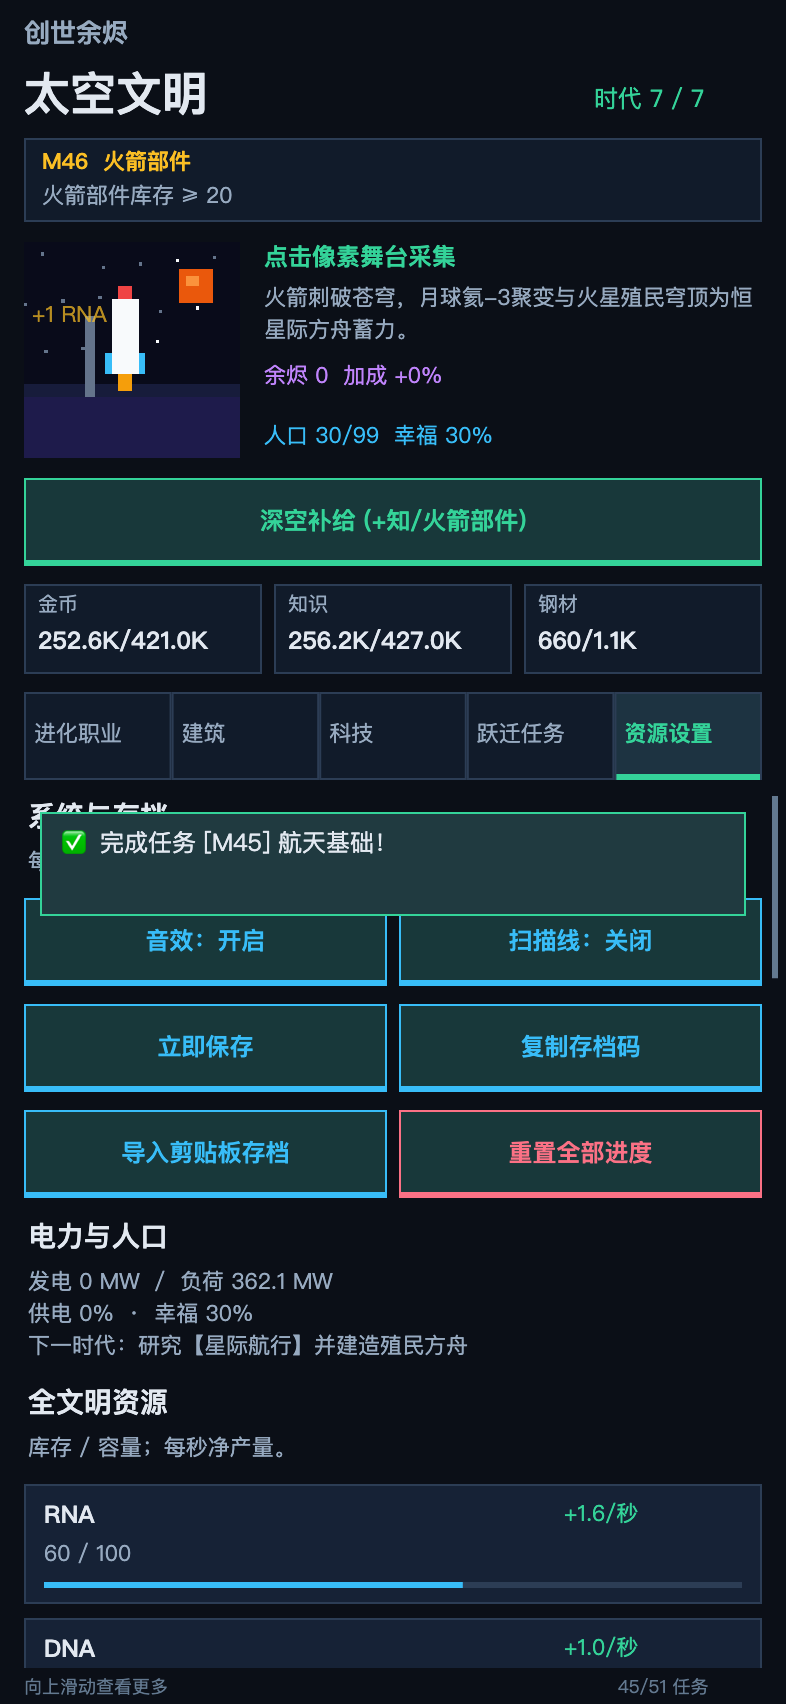 创世余烬
太空文明
时代 7 / 7
M46 火箭部件
火箭部件库存 ≥ 20
+1 RNA
点击像素舞台采集
火箭刺破苍穹，月球氦-3聚变与火星殖民穹顶为恒
星际方舟蓄力。
余烬 0 加成 +0%
人口 30/99 幸福 30%
深空补给 (+知/火箭部件)
金币
252.6K/421.0K
知识
256.2K/427.0K
钢材
660/1.1K
进化职业
建筑
科技
跃迁任务
资源设置
系统与存档
✅ 完成任务 [M45] 航天基础！
音效：开启
扫描线：关闭
立即保存
复制存档码
导入剪贴板存档
重置全部进度
电力与人口
发电 0 MW / 负荷 362.1 MW
供电 0% · 幸福 30%
下一时代：研究【星际航行】并建造殖民方舟
全文明资源
库存 / 容量；每秒净产量。
RNA
+1.6/秒
60 / 100
DNA
+1.0/秒
向上滑动查看更多
45/51 任务